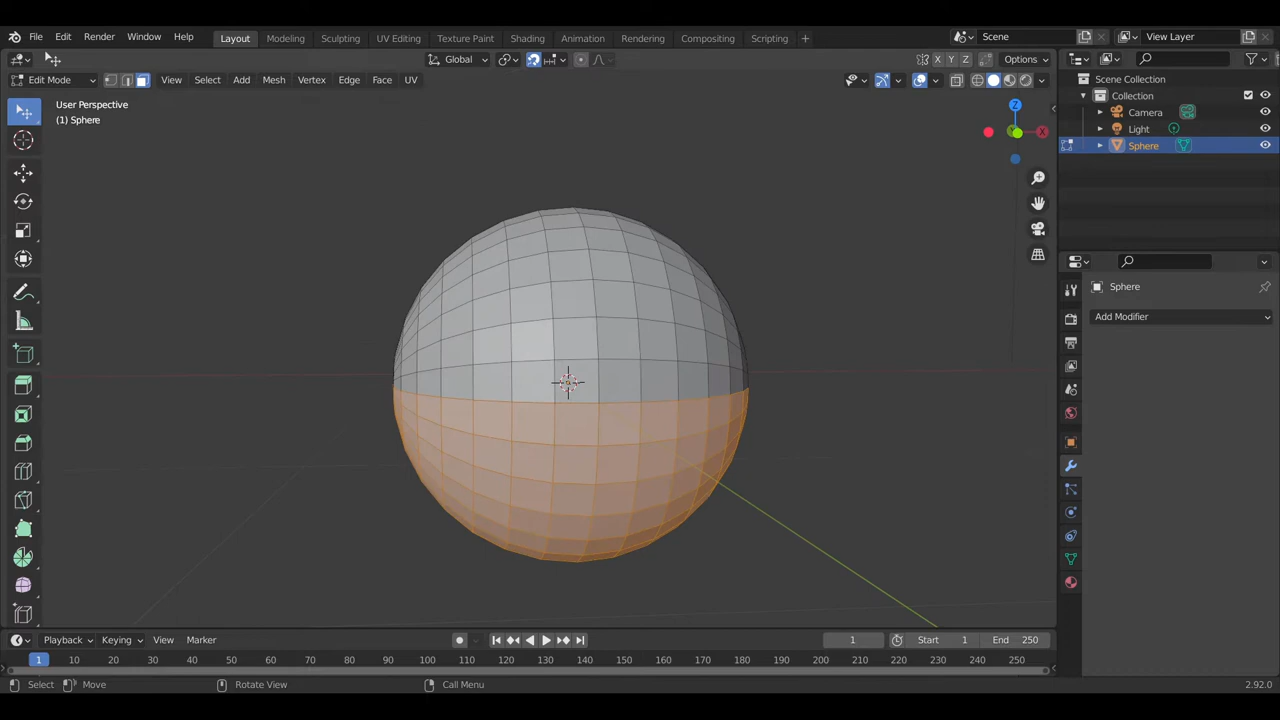 File Edit Render Window Help Layout Modeling Sculpting UV Editing Texture Paint Shading Animation Rendering Compositing Scripting + Scene View Layer
Global X Y Z Options
Edit Mode View Select Add Mesh Vertex Edge Face UV
User Perspective
(1) Sphere
Z
X
Scene Collection
Collection
Camera
Light
Sphere
Sphere
Add Modifier
Playback Keying View Marker 1 Start 1 End 250
1 10 20 30 40 50 60 70 80 90 100 110 120 130 140 150 160 170 180 190 200 210 220 230 240 250
Select Move Rotate View Call Menu 2.92.0